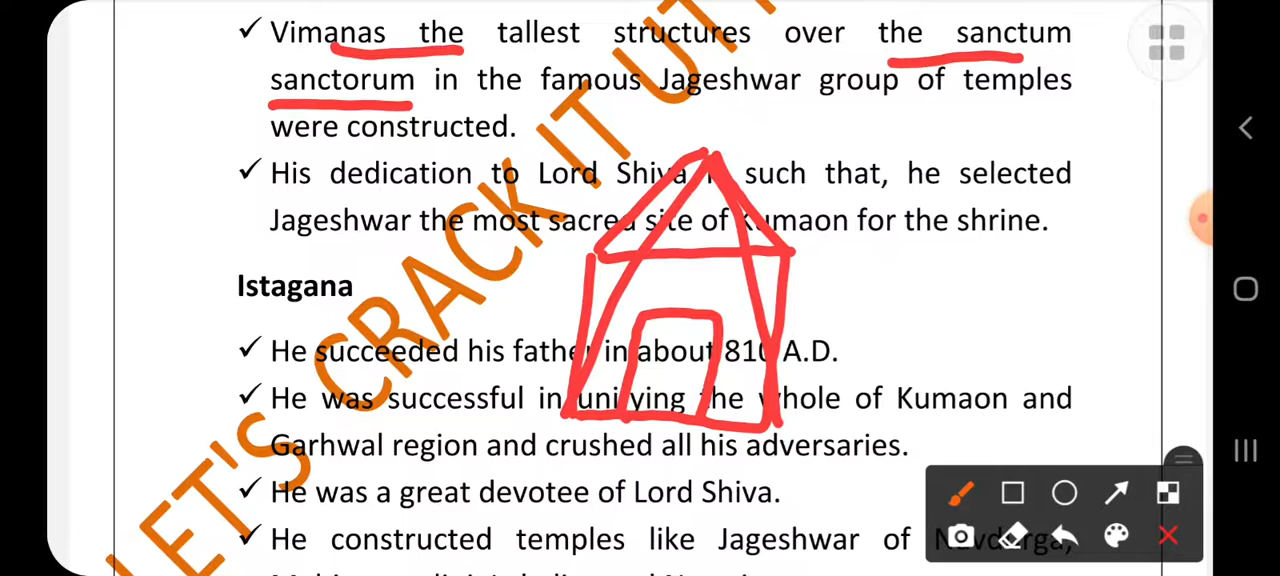 ✓ Vimanas the tallest structures over the sanctum
sanctorum in the famous Jageshwar group of temples
were constructed.
✓ His dedication to Lord Shiva such that, he selected
Jageshwar the most sacred site of Kumaon for the shrine.
Istagana
✓ He succeeded his father in about 810 A.D.
✓ He was successful in unifying the whole of Kumaon and
Garhwal region and crushed all his adversaries.
✓ He was a great devotee of Lord Shiva.
✓ He constructed temples like Jageshwar of
LET'S CRACK IT